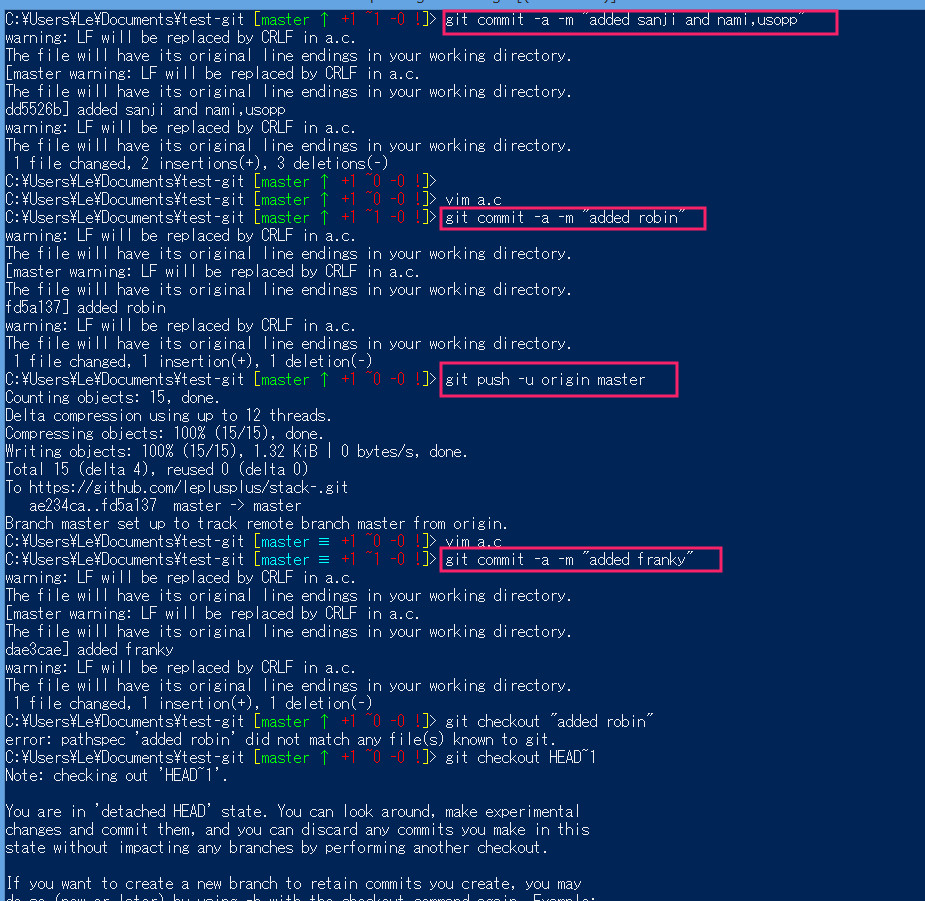 C:¥Users¥Le¥Documents¥test-git [master ↑ +1 ~1 -0 !]> git commit -a -m "added sanji and nami,usopp"
warning: LF will be replaced by CRLF in a.c.
The file will have its original line endings in your working directory.
[master warning: LF will be replaced by CRLF in a.c.
The file will have its original line endings in your working directory.
dd5526b] added sanji and nami,usopp
warning: LF will be replaced by CRLF in a.c.
The file will have its original line endings in your working directory.
 1 file changed, 2 insertions(+), 3 deletions(-)
C:¥Users¥Le¥Documents¥test-git [master ↑ +1 ~0 -0 !]>
C:¥Users¥Le¥Documents¥test-git [master ↑ +1 ~0 -0 !]> vim a.c
C:¥Users¥Le¥Documents¥test-git [master ↑ +1 ~1 -0 !]> git commit -a -m "added robin"
warning: LF will be replaced by CRLF in a.c.
The file will have its original line endings in your working directory.
[master warning: LF will be replaced by CRLF in a.c.
The file will have its original line endings in your working directory.
fd5a137] added robin
warning: LF will be replaced by CRLF in a.c.
The file will have its original line endings in your working directory.
 1 file changed, 1 insertion(+), 1 deletion(-)
C:¥Users¥Le¥Documents¥test-git [master ↑ +1 ~0 -0 !]> git push -u origin master
Counting objects: 15, done.
Delta compression using up to 12 threads.
Compressing objects: 100% (15/15), done.
Writing objects: 100% (15/15), 1.32 KiB | 0 bytes/s, done.
Total 15 (delta 4), reused 0 (delta 0)
To https://github.com/leplusplus/stack-.git
   ae234ca..fd5a137  master -> master
Branch master set up to track remote branch master from origin.
C:¥Users¥Le¥Documents¥test-git [master ≡ +1 ~0 -0 !]> vim a.c
C:¥Users¥Le¥Documents¥test-git [master ≡ +1 ~1 -0 !]> git commit -a -m "added franky"
warning: LF will be replaced by CRLF in a.c.
The file will have its original line endings in your working directory.
[master warning: LF will be replaced by CRLF in a.c.
The file will have its original line endings in your working directory.
dae3cae] added franky
warning: LF will be replaced by CRLF in a.c.
The file will have its original line endings in your working directory.
 1 file changed, 1 insertion(+), 1 deletion(-)
C:¥Users¥Le¥Documents¥test-git [master ↑ +1 ~0 -0 !]> git checkout "added robin"
error: pathspec 'added robin' did not match any file(s) known to git.
C:¥Users¥Le¥Documents¥test-git [master ↑ +1 ~0 -0 !]> git checkout HEAD~1
Note: checking out 'HEAD~1'.

You are in 'detached HEAD' state. You can look around, make experimental
changes and commit them, and you can discard any commits you make in this
state without impacting any branches by performing another checkout.

If you want to create a new branch to retain commits you create, you may
do so (now or later) by using -b with the checkout command again. Example: